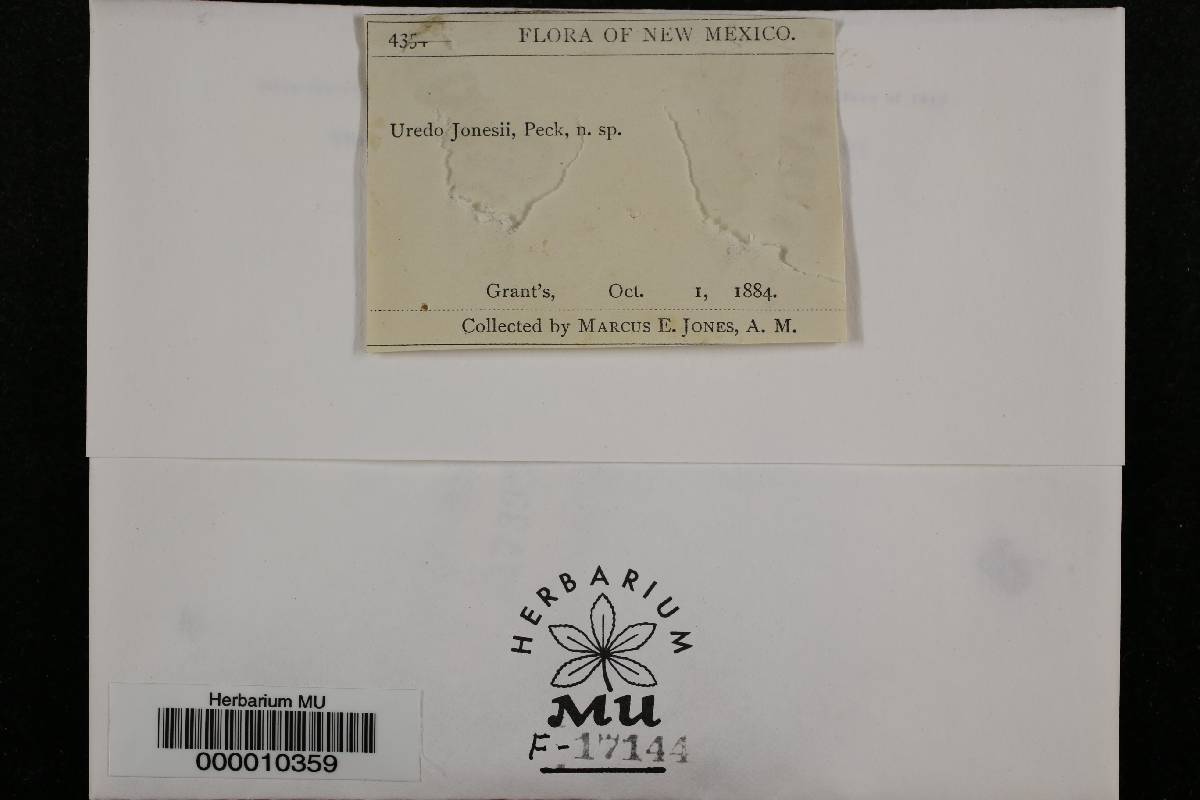 FLORA OF NEW MEXICO.
Uredo Jonesii, Peck, n. sp.
Grant's, Oct. 1, 1884.
Collected by MARCUS E. JONES, A. M.
HERBARIUM
MU
F-17144
Herbarium MU
000010359